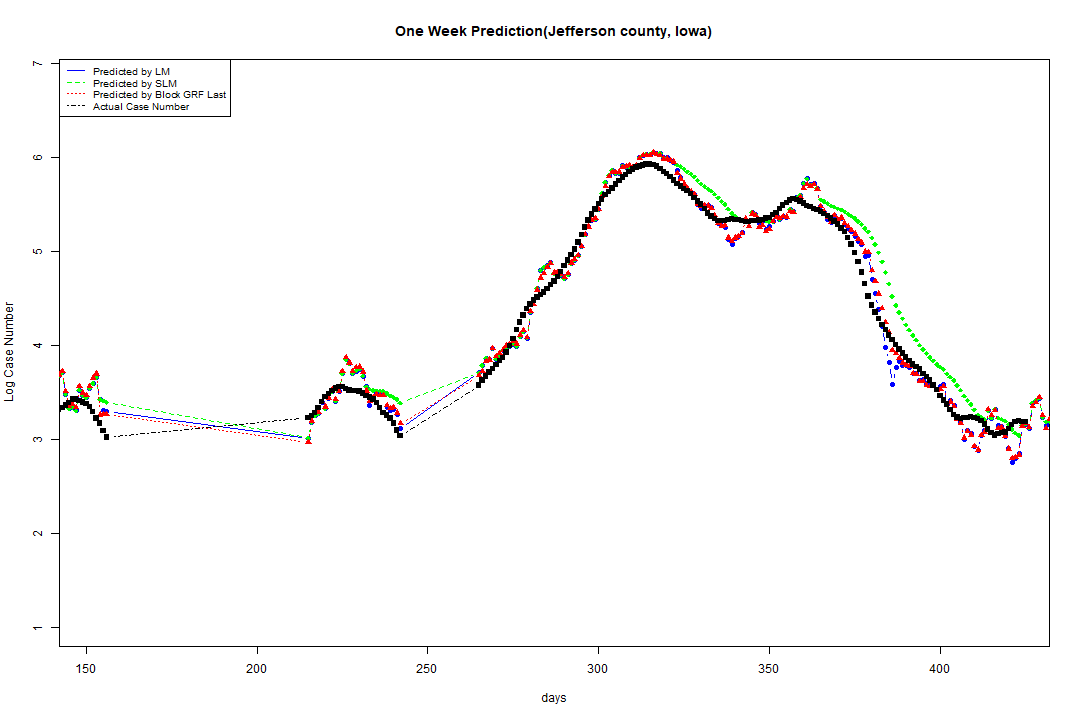 One Week Prediction(Jefferson county, Iowa)
7
6
5
4
3
2
1
Log Case Number
Predicted by LM
Predicted by SLM
Predicted by Block GRF Last
Actual Case Number
150 200 250 300 350 400
days